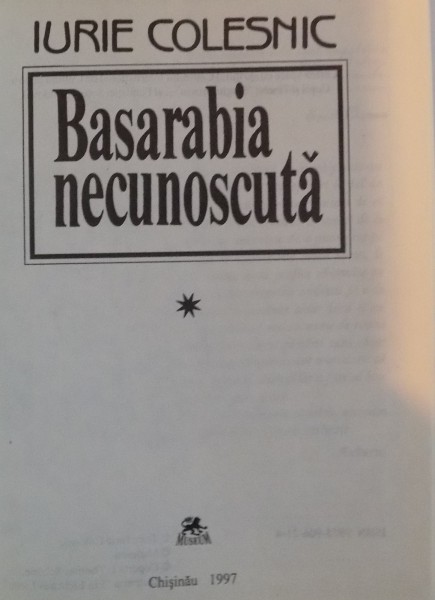 IURIE COLESNIC
Basarabia
necunoscută
*
MUSEUM
Chişinău 1997